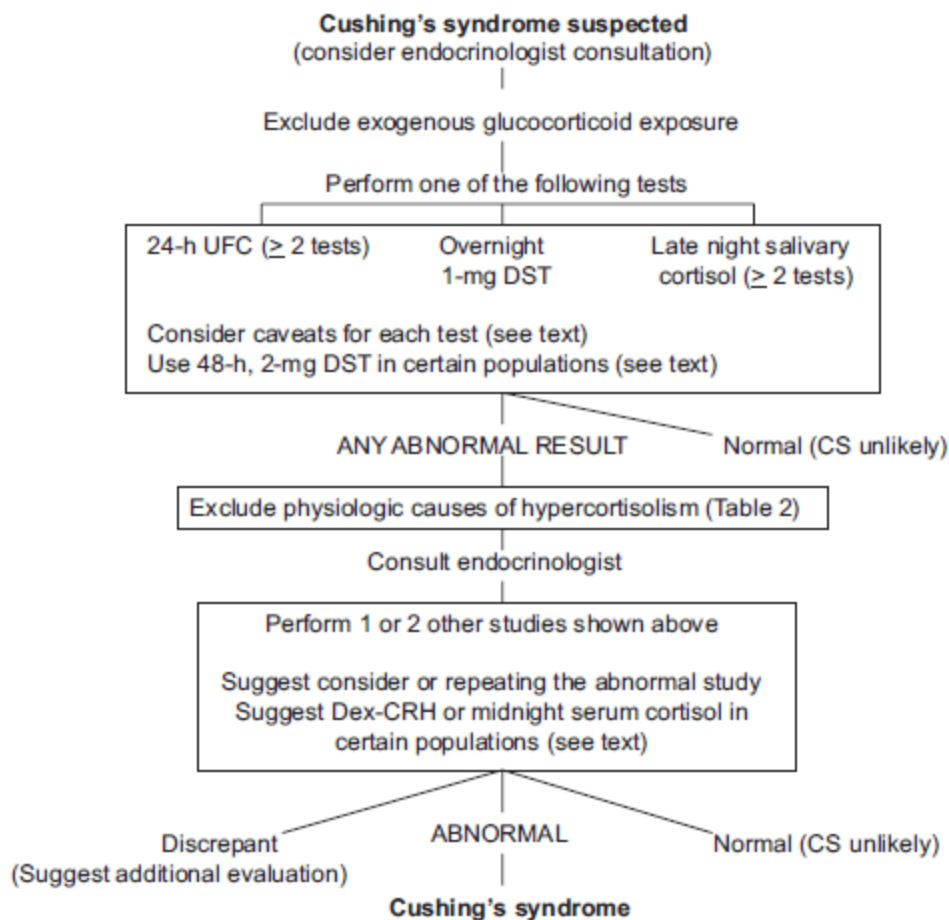 Cushing's syndrome suspected
(consider endocrinologist consultation)
Exclude exogenous glucocorticoid exposure
Perform one of the following tests
24-h UFC (≥ 2 tests)
Overnight
1-mg DST
Late night salivary
cortisol (≥ 2 tests)
Consider caveats for each test (see text)
Use 48-h, 2-mg DST in certain populations (see text)
ANY ABNORMAL RESULT
Normal (CS unlikely)
Exclude physiologic causes of hypercortisolism (Table 2)
Consult endocrinologist
Perform 1 or 2 other studies shown above
Suggest consider or repeating the abnormal study
Suggest Dex-CRH or midnight serum cortisol in
certain populations (see text)
Discrepant
(Suggest additional evaluation)
ABNORMAL
Normal (CS unlikely)
Cushing's syndrome